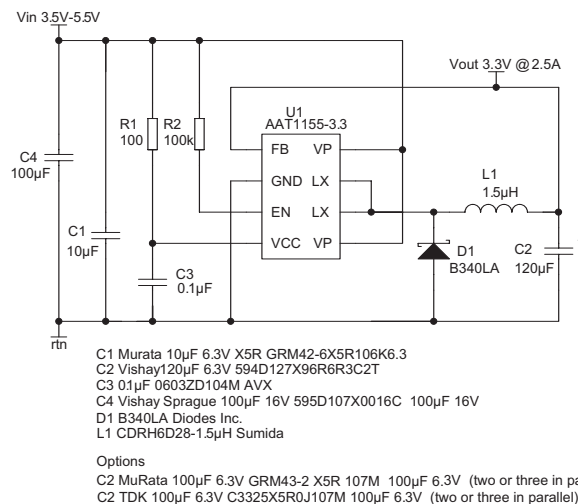 Vin 3.5V-5.5V
Vout 3.3V @2.5A
U1
AAT1155-3.3
R1
100
R2
100k
FB VP
GND LX
EN LX
VCC VP
L1
1.5µH
C4
100µF
C1
10µF
C3
0.1µF
D1
B340LA
C2
120µF
rtn
C1 Murata 10µF 6.3V X5R GRM42-6X5R106K6.3
C2 Vishay120µF 6.3V 594D127X96R6R3C2T
C3 0.1µF 0603ZD104M AVX
C4 Vishay Sprague 100µF 16V 595D107X0016C 100µF 16V
D1 B340LA Diodes Inc.
L1 CDRH6D28-1.5µH Sumida
Options
C2 MuRata 100µF 6.3V GRM43-2 X5R 107M 100µF 6.3V (two or three in pa
C2 TDK 100µF 6.3V C3325X5R0J107M 100µF 6.3V (two or three in parallel)